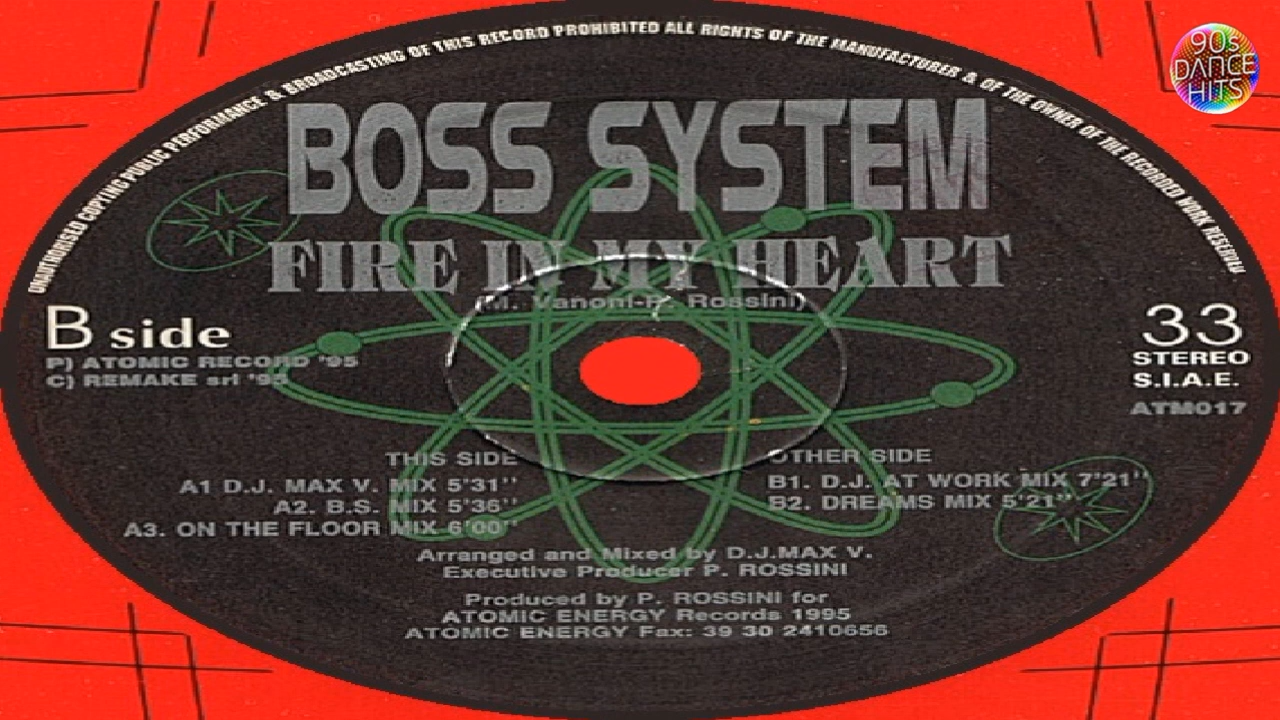 UNAUTHORISED COPYING PUBLIC PERFORMANCE & BROADCASTING OF THIS RECORD PROHIBITED ALL RIGHTS OF THE MANUFACTURER & OF THE OWNER OF THE RECORDED WORK RESERVED
90s
DANCE
HITS
BOSS SYSTEM
FIRE IN MY HEART
(M. Vanoni-P. Rossini)
B side
P) ATOMIC RECORD '95
C) REMAKE srl '95
33
STEREO
S.I.A.E.
ATM017
THIS SIDE
A1 D.J. MAX V. MIX 5'31''
A2. B.S. MIX 5'36''
A3. ON THE FLOOR MIX 6'00''
OTHER SIDE
B1. D.J. AT WORK MIX 7'21''
B2. DREAMS MIX 5'21''
Arranged and Mixed by D.J.MAX V.
Executive Producer P. ROSSINI
Produced by P. ROSSINI for
ATOMIC ENERGY Records 1995
ATOMIC ENERGY Fax: 39 30 2410656